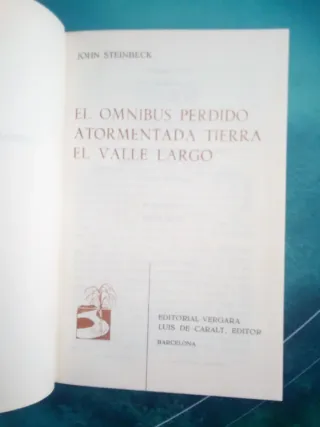 JOHN STEINBECK
EL OMNIBUS PERDIDO
ATORMENTADA TIERRA
EL VALLE LARGO
EDITORIAL VERGARA
LUIS DE CARALT, EDITOR
BARCELONA